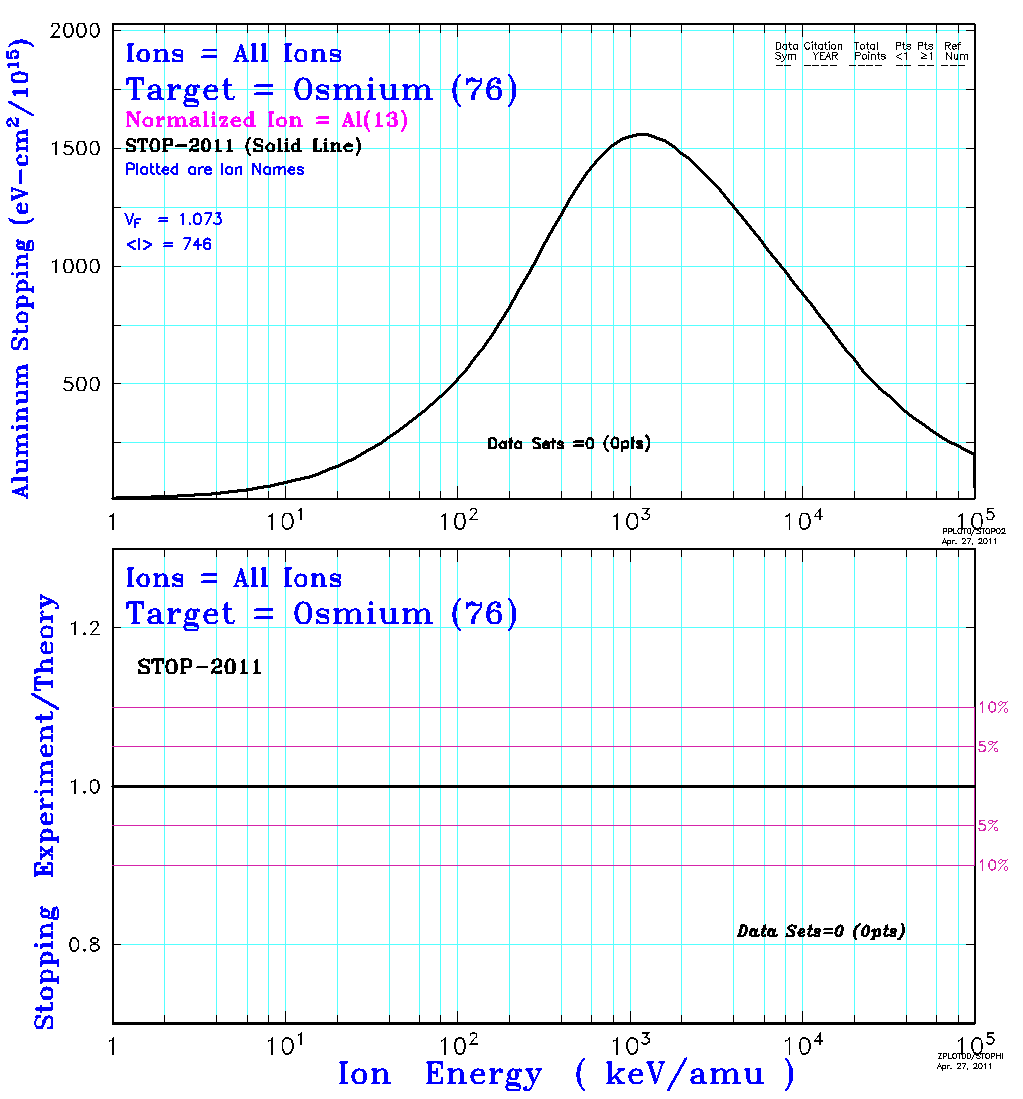 2000
1500
1000
500
Aluminum Stopping (eV-cm²/10¹⁵)
Ions = All Ions
Target = Osmium (76)
Normalized Ion = Al(13)
STOP-2011 (Solid Line)
Plotted are Ion Names
V_F = 1.073
<I> = 746
Data Citation Total Pts Pts Ref
Sym YEAR Points <1 ≥1 Num
Data Sets =0 (0pts)
1 10¹ 10² 10³ 10⁴ 10⁵
PPLOT0/STOP02
Apr. 27, 2011
Ions = All Ions
Target = Osmium (76)
STOP-2011
1.2
1.0
0.8
Stopping Experiment/Theory
10%
5%
5%
10%
Data Sets=0 (0pts)
1 10¹ 10² 10³ 10⁴ 10⁵
ZPLOT0D/STOPHI
Apr. 27, 2011
Ion Energy ( keV/amu )